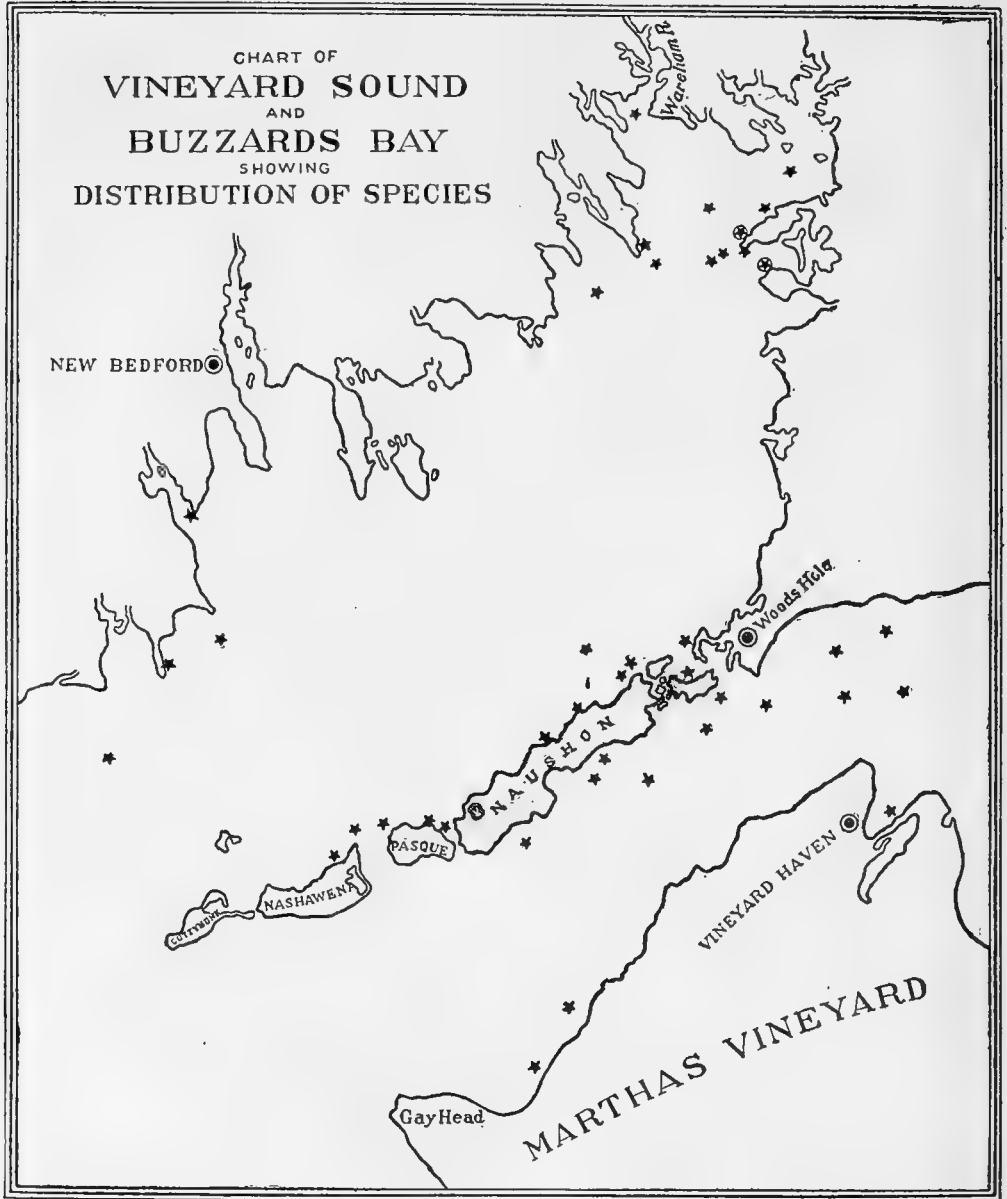 CHART OF
VINEYARD SOUND
AND
BUZZARDS BAY
SHOWING
DISTRIBUTION OF SPECIES
Wareham R.
NEW BEDFORD
Woods Hole
NAUSHON
PASQUE
NASHAWENA
CUTTYHUNK
VINEYARD HAVEN
MARTHAS VINEYARD
Gay Head